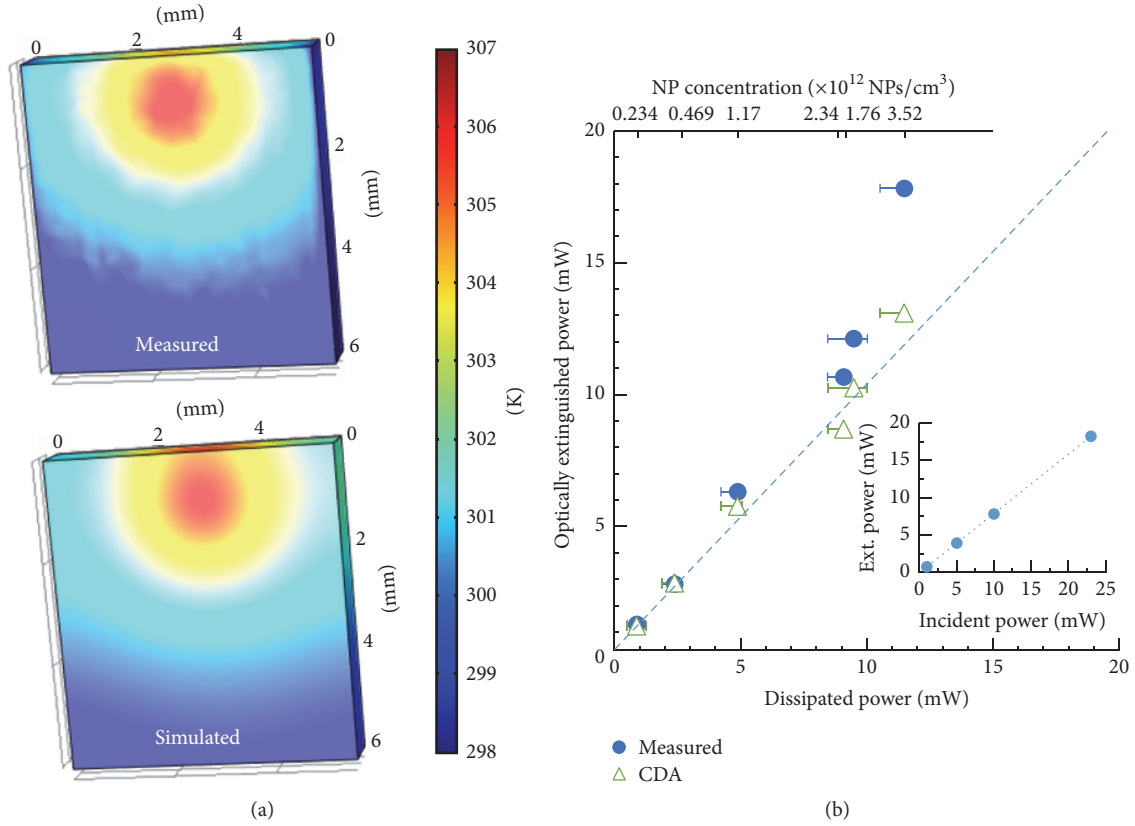 (mm)
0 2 4 0
2
(mm)
4
6
Measured
(mm)
0 2 4 0
2
(mm)
4
6
Simulated
307
306
305
304
303
302
301
300
299
298
(K)
(a)
NP concentration (×10¹² NPs/cm³)
0.234 0.469 1.17 2.34 1.76 3.52
20
15
10
5
0
Optically extinguished power (mW)
0 5 10 15 20
Dissipated power (mW)
20
15
10
5
0
Ext. power (mW)
0 5 10 15 20 25
Incident power (mW)
Measured
CDA
(b)